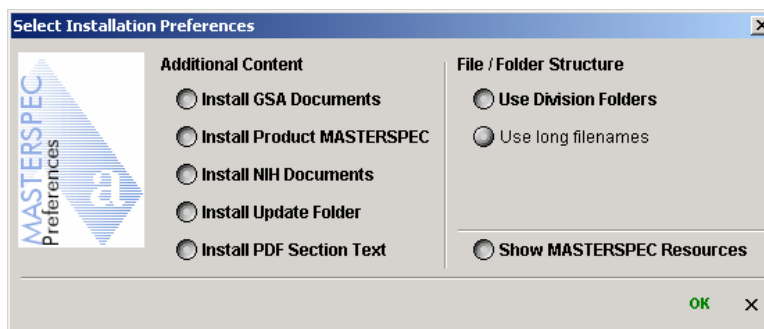 Select Installation Preferences
MASTERSPEC
Preferences
a
Additional Content
Install GSA Documents
Install Product MASTERSPEC
Install NIH Documents
Install Update Folder
Install PDF Section Text
File / Folder Structure
Use Division Folders
Use long filenames
Show MASTERSPEC Resources
OK